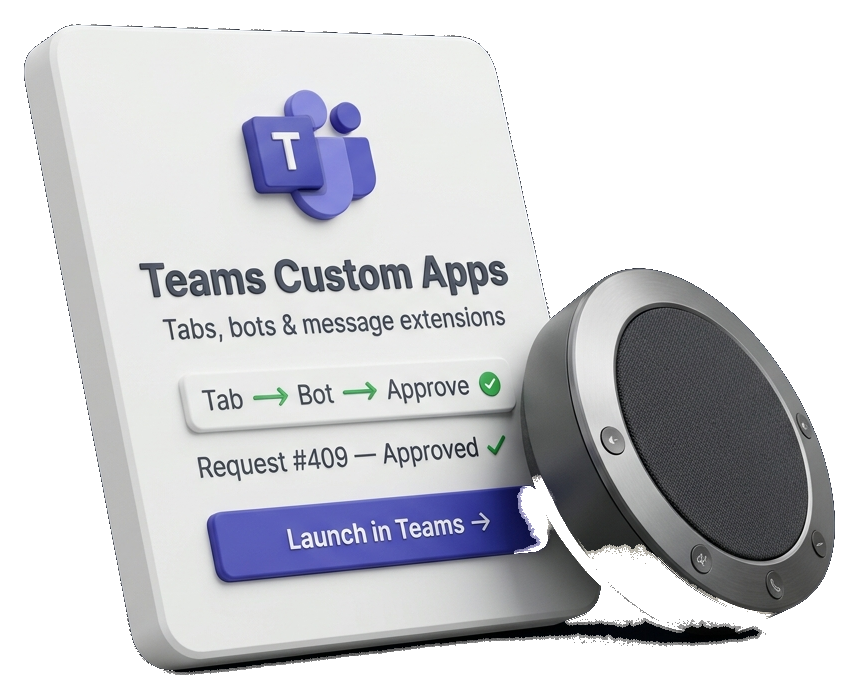 T
Teams Custom Apps
Tabs, bots & message extensions
Tab → Bot → Approve
Request #409 — Approved ✓
Launch in Teams →